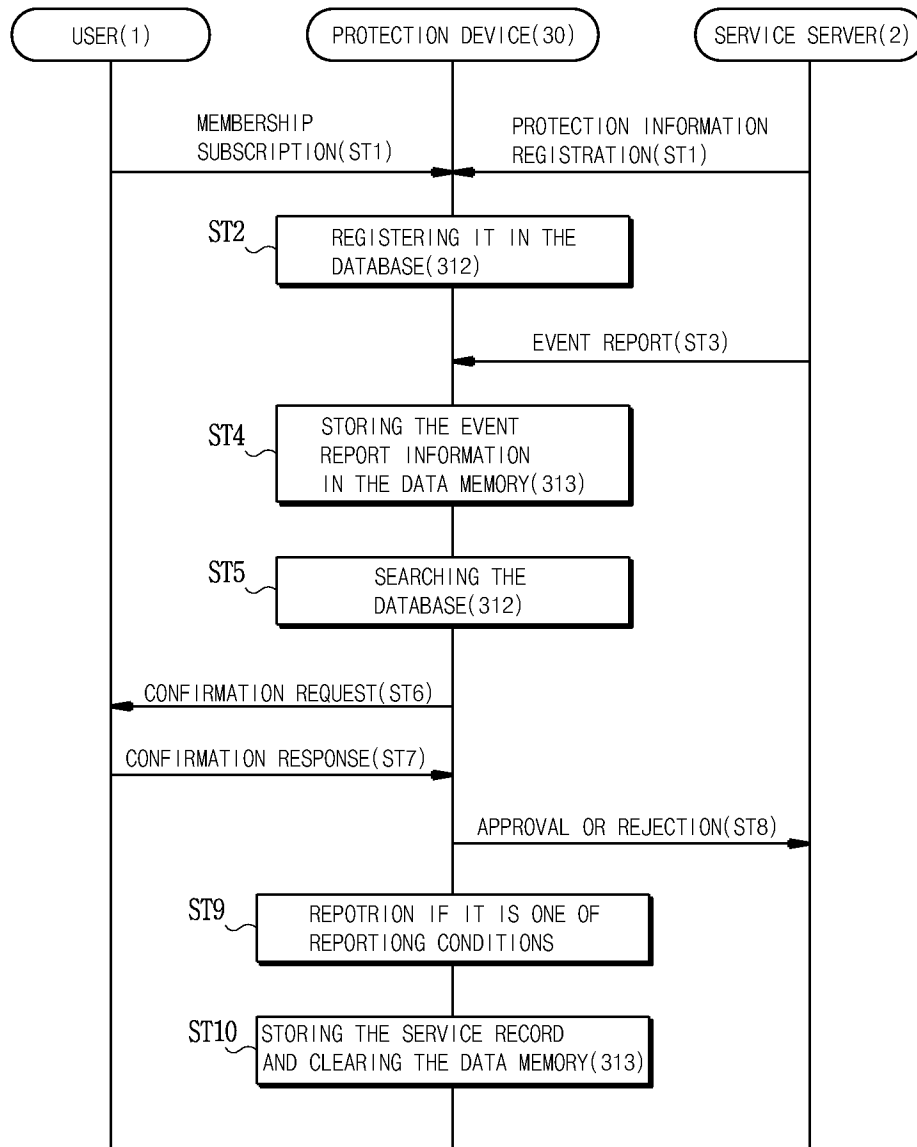 USER(1)
PROTECTION DEVICE(30)
SERVICE SERVER(2)
MEMBERSHIP
SUBSCRIPTION(ST1)
PROTECTION INFORMATION
REGISTRATION(ST1)
ST2
REGISTERING IT IN THE
DATABASE(312)
EVENT REPORT(ST3)
ST4
STORING THE EVENT
REPORT INFORMATION
IN THE DATA MEMORY(313)
ST5
SEARCHING THE
DATABASE(312)
CONFIRMATION REQUEST(ST6)
CONFIRMATION RESPONSE(ST7)
APPROVAL OR REJECTION(ST8)
ST9
REPOTRION IF IT IS ONE OF
REPORTIONG CONDITIONS
ST10
STORING THE SERVICE RECORD
AND CLEARING THE DATA MEMORY(313)